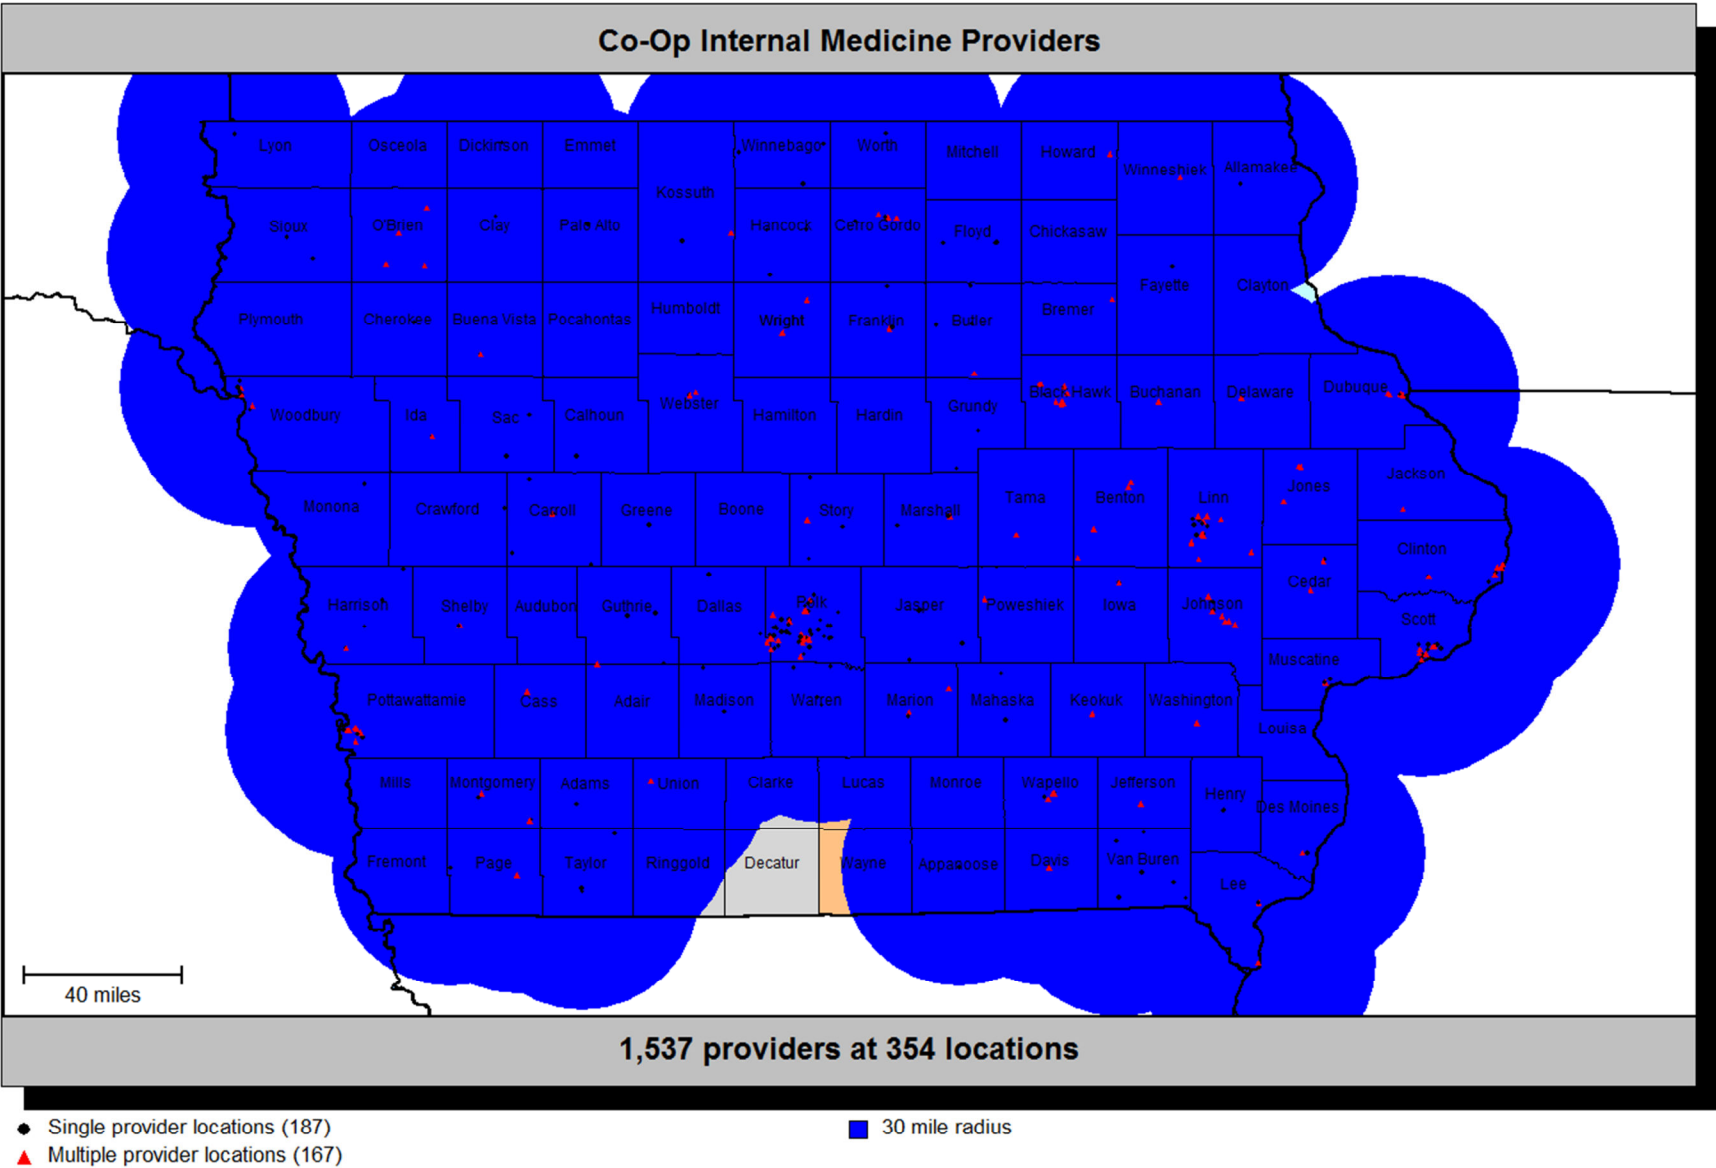 Co-Op Internal Medicine Providers
Lyon Osceola Dickinson Emmet Winnebago Worth Mitchell Howard Winneshiek Allamakee
Kossuth
Sioux O'Brien Clay Palo Alto Hancock Cerro Gordo Floyd Chickasaw
Plymouth Cherokee Buena Vista Pocahontas Humboldt Wright Franklin Butler Bremer Fayette Clayton
Woodbury Ida Sac Calhoun Webster Hamilton Hardin Grundy Black Hawk Buchanan Delaware Dubuque
Monona Crawford Carroll Greene Boone Story Marshall Tama Benton Linn Jones Jackson
Clinton
Harrison Shelby Audubon Guthrie Dallas Polk Jasper Poweshiek Iowa Johnson Cedar
Scott
Muscatine
Pottawattamie Cass Adair Madison Warren Marion Mahaska Keokuk Washington
Louisa
Mills Montgomery Adams Union Clarke Lucas Monroe Wapello Jefferson Henry Des Moines
Fremont Page Taylor Ringgold Decatur Wayne Appanoose Davis Van Buren
Lee
40 miles
1,537 providers at 354 locations
Single provider locations (187)
30 mile radius
Multiple provider locations (167)